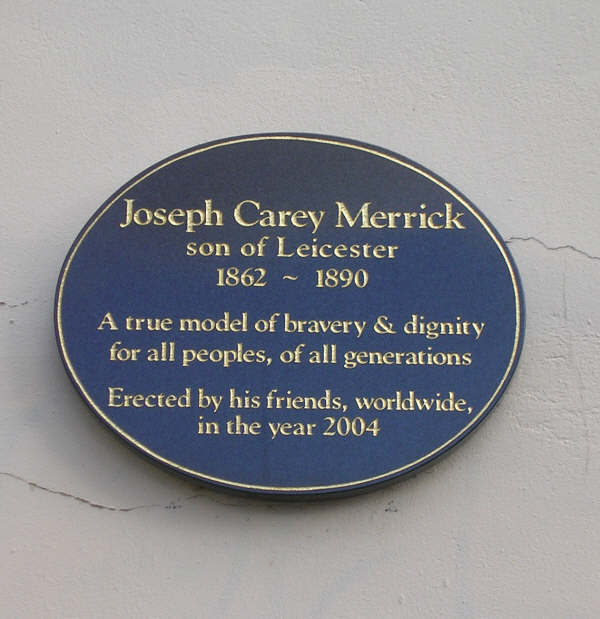 Joseph Carey Merrick
son of Leicester
1862 ~ 1890
A true model of bravery & dignity
for all peoples, of all generations
Erected by his friends, worldwide,
in the year 2004